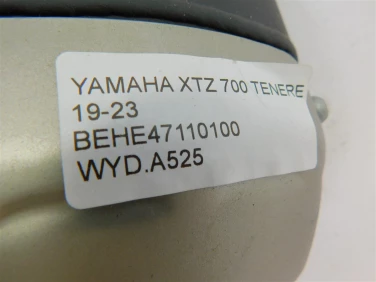 YAMAHA XTZ 700 TENERE
19-23
BEHE47110100
WYD.A525